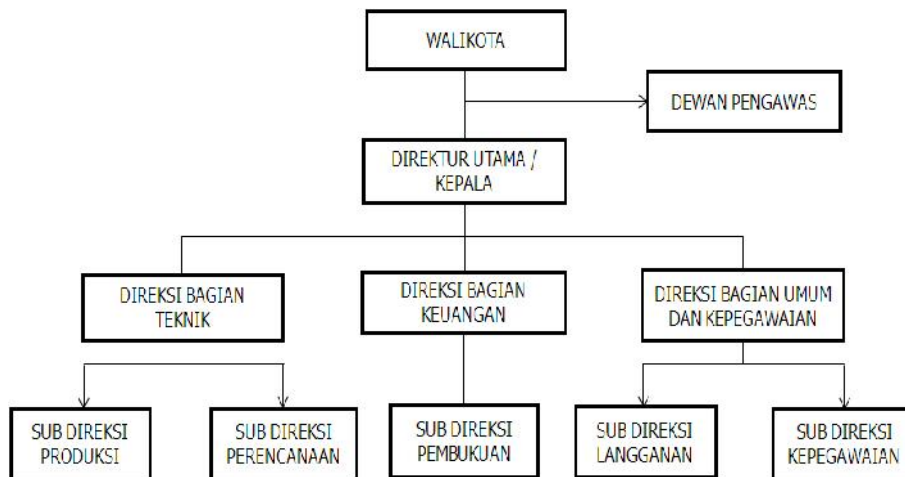 WALIKOTA
DEWAN PENGAWAS
DIREKTUR UTAMA /
KEPALA
DIREKSI BAGIAN
TEKNIK
DIREKSI BAGIAN
KEUANGAN
DIREKSI BAGIAN UMUM
DAN KEPEGAWAIAN
SUB DIREKSI
PRODUKSI
SUB DIREKSI
PERENCANAAN
SUB DIREKSI
PEMBUKUAN
SUB DIREKSI
LANGGANAN
SUB DIREKSI
KEPEGAWAIAN